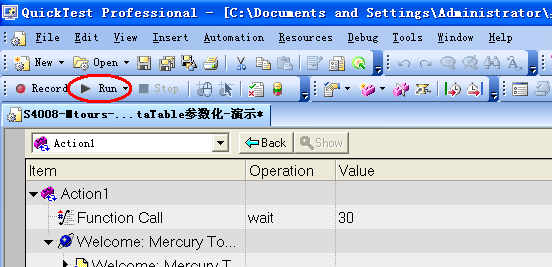 QuickTest Professional - [C:\Documents and Settings\Administrator\
File Edit View Insert Automation Resources Debug Tools Window Help
New Open
Record Run Stop
S4008-Mtours-...taTable参数化-演示*
Action1 Back Show
Item Operation Value
Action1
Function Call wait 30
Welcome: Mercury To...
Welcome: Mercury T